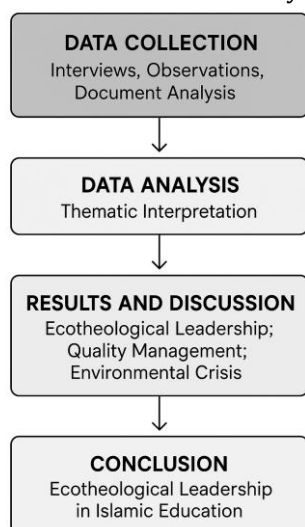 DATA COLLECTION
Interviews, Observations,
Document Analysis
DATA ANALYSIS
Thematic Interpretation
RESULTS AND DISCUSSION
Ecotheological Leadership;
Quality Management;
Environmental Crisis
CONCLUSION
Ecotheological Leadership
in Islamic Education